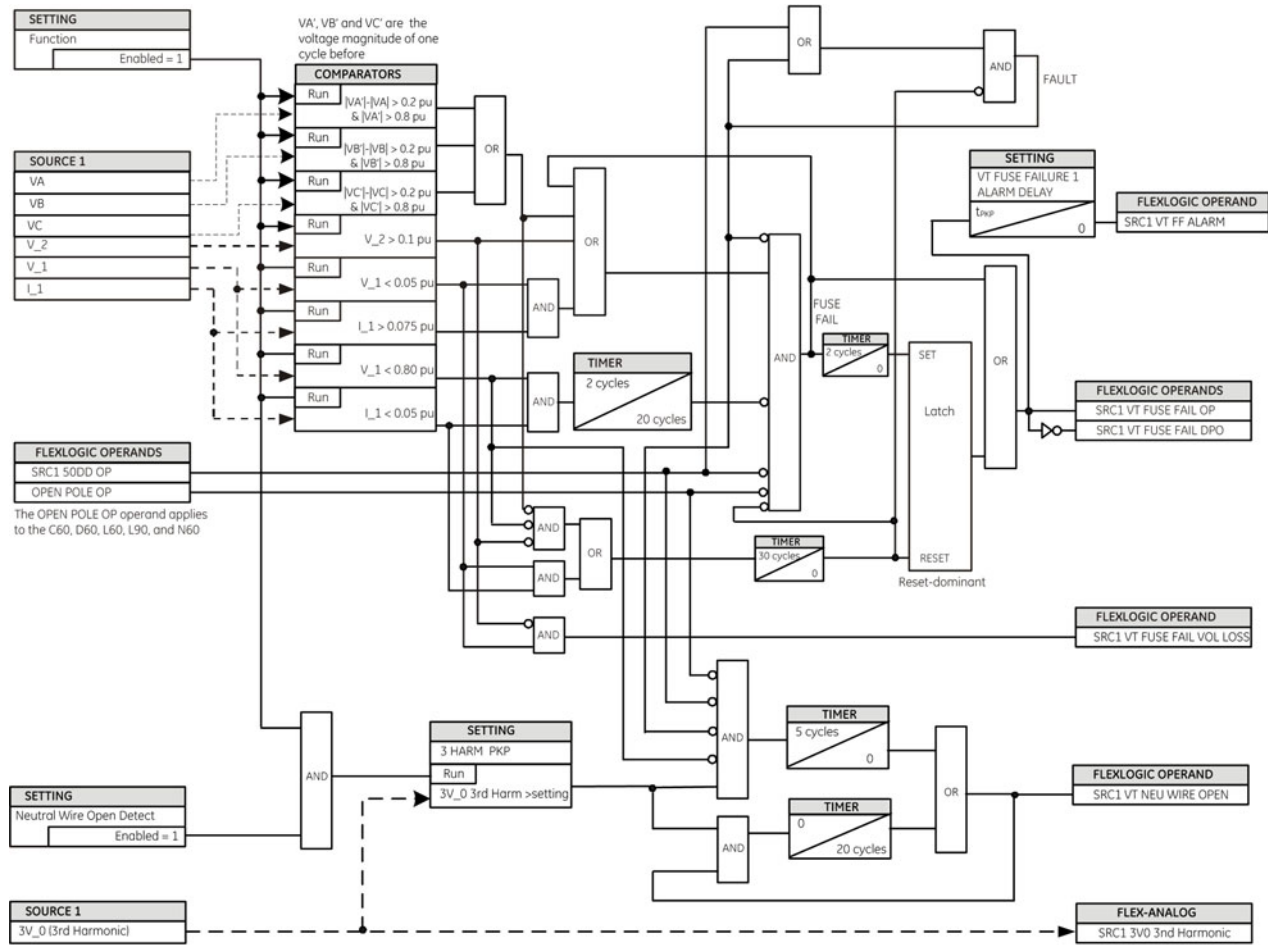 SETTING
Function
Enabled = 1
VA', VB' and VC' are the
voltage magnitude of one
cycle before
COMPARATORS
Run
|VA'|-|VA| > 0.2 pu
& |VA'| > 0.8 pu
Run
|VB'|-|VB| > 0.2 pu
& |VB'| > 0.8 pu
Run
|VC'|-|VC| > 0.2 pu
& |VC'| > 0.8 pu
Run
V_2 > 0.1 pu
Run
V_1 < 0.05 pu
Run
I_1 > 0.075 pu
Run
V_1 < 0.80 pu
Run
I_1 < 0.05 pu
SOURCE 1
VA
VB
VC
V_2
V_1
I_1
FLEXLOGIC OPERANDS
SRC1 50DD OP
OPEN POLE OP
The OPEN POLE OP operand applies
to the C60, D60, L60, L90, and N60
OR
OR
AND
AND
TIMER
2 cycles
20 cycles
AND
OR
AND
AND
OR
AND
FAULT
AND
FUSE
FAIL
TIMER
2 cycles
0
TIMER
30 cycles
0
SET
Latch
RESET
Reset-dominant
OR
SETTING
VT FUSE FAILURE 1
ALARM DELAY
tPKP
0
FLEXLOGIC OPERAND
SRC1 VT FF ALARM
FLEXLOGIC OPERANDS
SRC1 VT FUSE FAIL OP
SRC1 VT FUSE FAIL DPO
FLEXLOGIC OPERAND
SRC1 VT FUSE FAIL VOL LOSS
SETTING
Neutral Wire Open Detect
Enabled = 1
AND
SETTING
3 HARM PKP
Run
3V_0 3rd Harm >setting
AND
TIMER
5 cycles
0
AND
TIMER
0
20 cycles
OR
FLEXLOGIC OPERAND
SRC1 VT NEU WIRE OPEN
SOURCE 1
3V_0 (3rd Harmonic)
FLEX-ANALOG
SRC1 3V0 3nd Harmonic